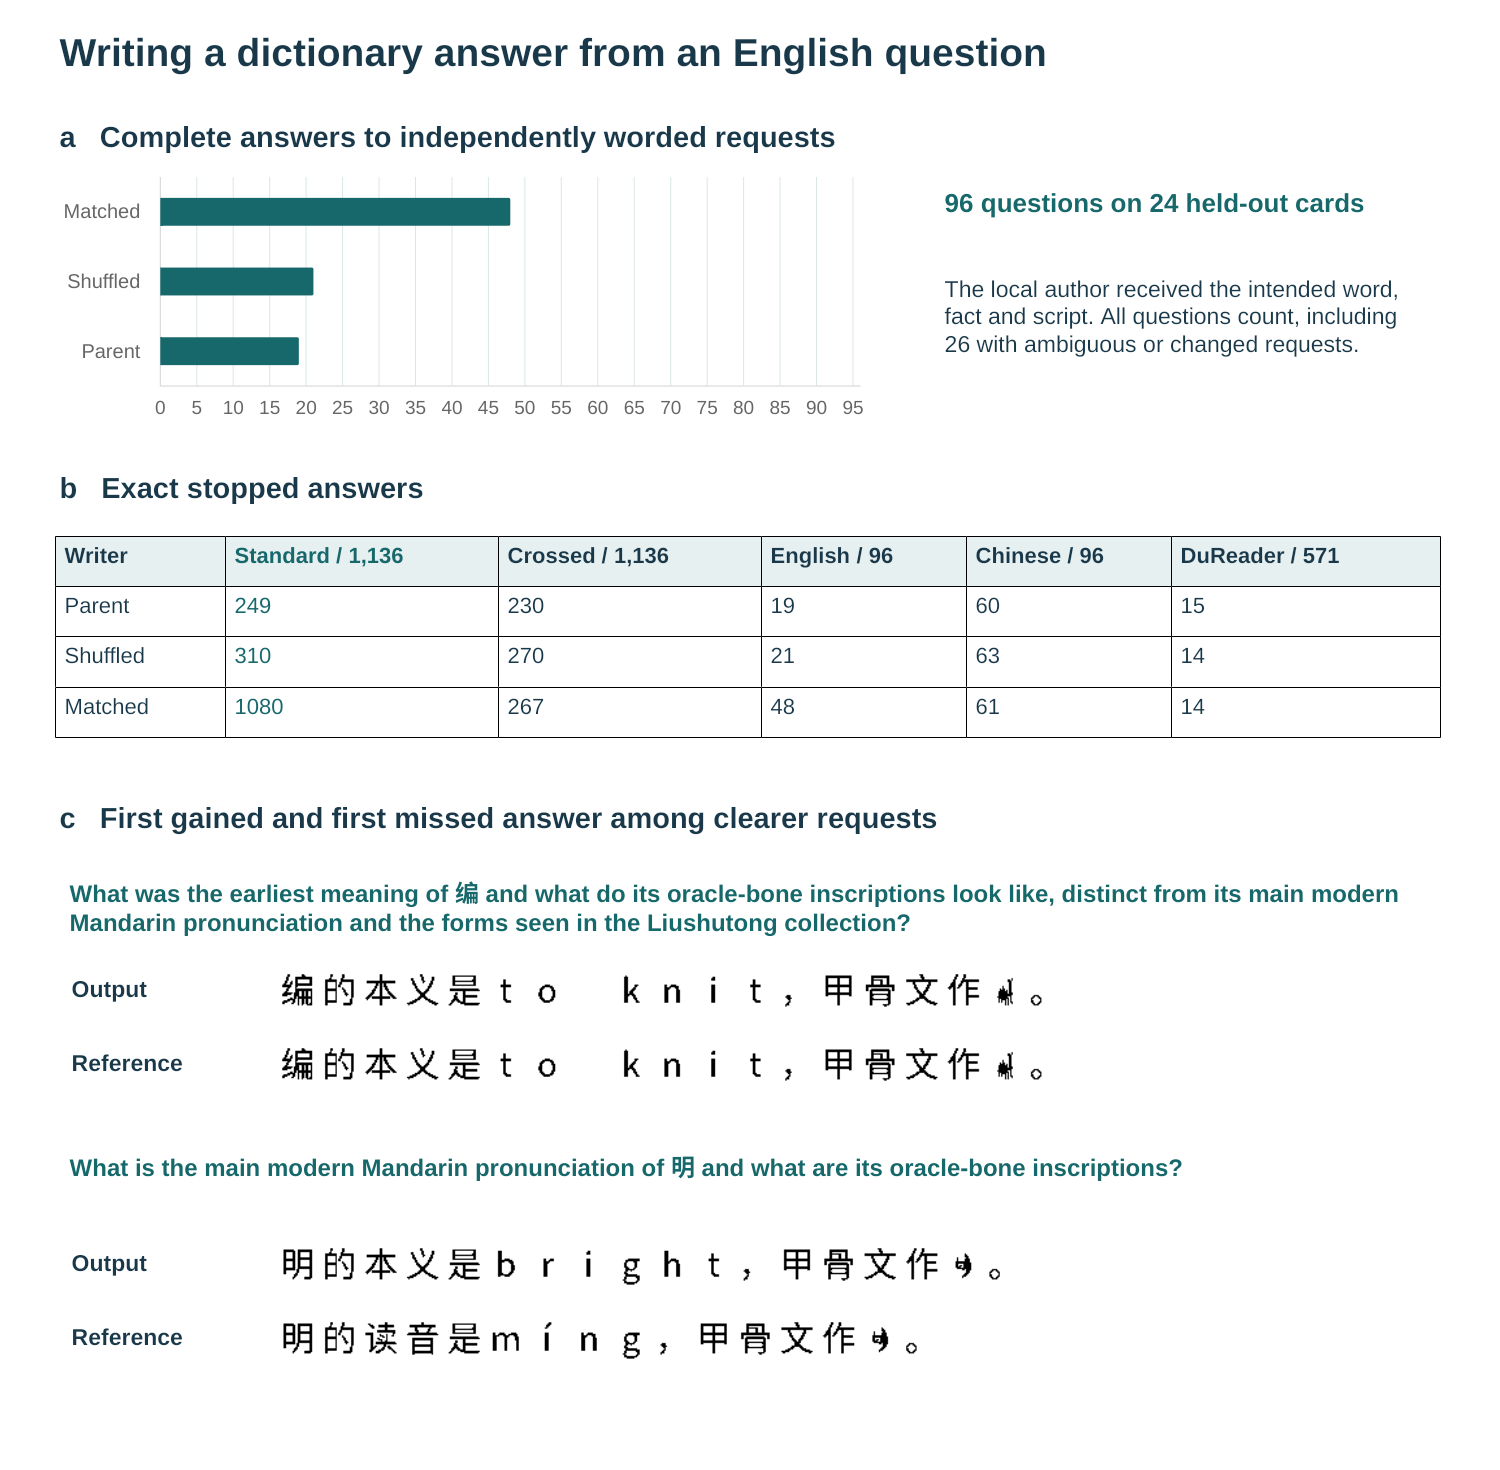 Writing a dictionary answer from an English question
a Complete answers to independently worded requests
Matched
Shuffled
Parent
0 5 10 15 20 25 30 35 40 45 50 55 60 65 70 75 80 85 90 95
96 questions on 24 held-out cards
The local author received the intended word,
fact and script. All questions count, including
26 with ambiguous or changed requests.
b Exact stopped answers
Writer Standard / 1,136 Crossed / 1,136 English / 96 Chinese / 96 DuReader / 571
Parent 249 230 19 60 15
Shuffled 310 270 21 63 14
Matched 1080 267 48 61 14
c First gained and first missed answer among clearer requests
What was the earliest meaning of 编 and what do its oracle-bone inscriptions look like, distinct from its main modern
Mandarin pronunciation and the forms seen in the Liushutong collection?
Output 编的本义是to knit，甲骨文作。
Reference 编的本义是to knit，甲骨文作。
What is the main modern Mandarin pronunciation of 明 and what are its oracle-bone inscriptions?
Output 明的本义是bright，甲骨文作。
Reference 明的读音是míng，甲骨文作。